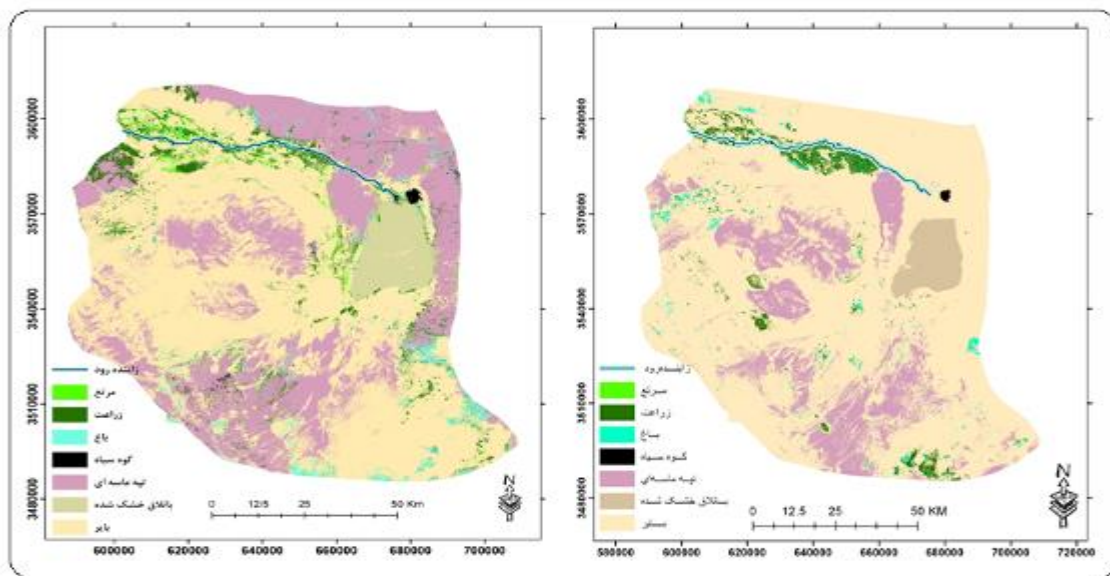 3600000
3570000
3540000
3510000
3480000
زاینده رود
مرتع
زراعت
باغ
کوه سیاه
تپه ماسه ای
باتلاق خشک شده
بایر
0 12.5 25 50 Km
N
600000 620000 640000 660000 680000 700000
3600000
3570000
3540000
3510000
3480000
زاینده‌رود
مرتع
زراعت
باغ
کوه سیاه
تپه ماسه‌ای
باتلاق خشک شده
0 12.5 25 50 KM
N
580000 600000 620000 640000 660000 680000 700000 720000